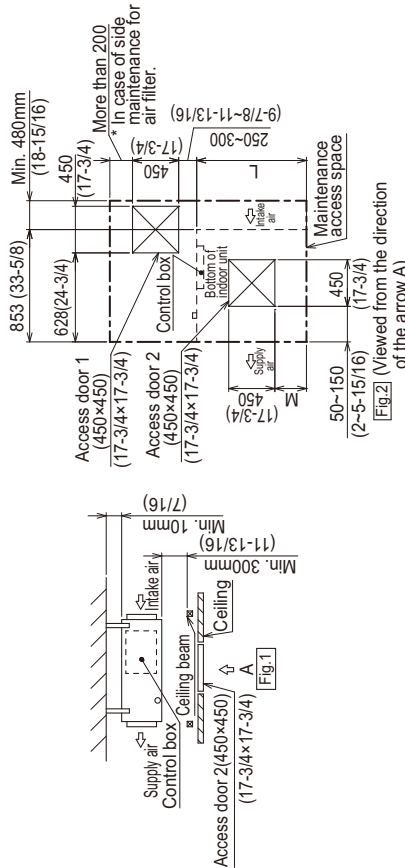 Min. 10mm
(7/16)
Supply air
Intake air
Control box
Min. 300mm
(11-13/16)
Ceiling beam
Ceiling
A
Access door 2(450×450)
(17-3/4×17-3/4)
Fig.1
853 (33-5/8)
Min. 480mm
(18-15/16)
628(24-3/4)
450
(17-3/4)
More than 200
* In case of side
maintenance for
air filter.
Access door 1
(450×450)
(17-3/4×17-3/4)
450
(17-3/4)
250~300
(9-7/8~11-13/16)
Control box
Access door 2
(450×450)
(17-3/4×17-3/4)
Bottom of
indoor unit
Intake
air
L
Supply
air
450
(17-3/4)
M
Maintenance
access space
50~150
(2~5-15/16)
450
(17-3/4)
Fig.2 (Viewed from the direction
of the arrow A)